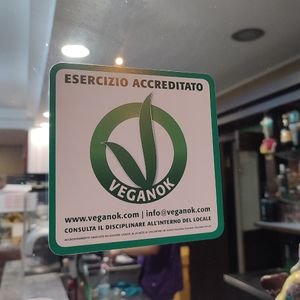 ESERCIZIO ACCREDITATO
VEGANOK
www.veganok.com | info@veganok.com
CONSULTA IL DISCIPLINARE ALL'INTERNO DEL LOCALE